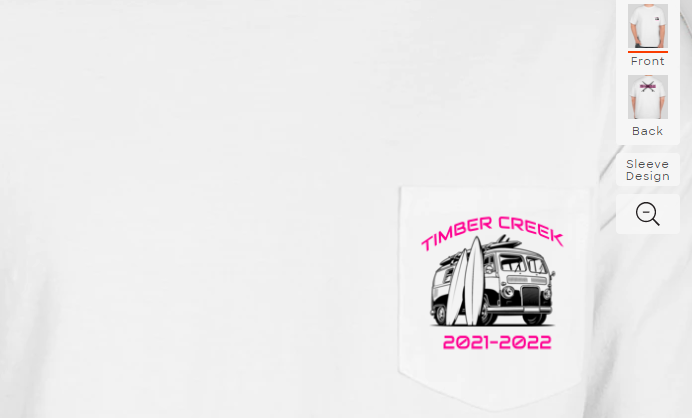 Front
Back
Sleeve
Design
TIMBER CREEK
2021-2022